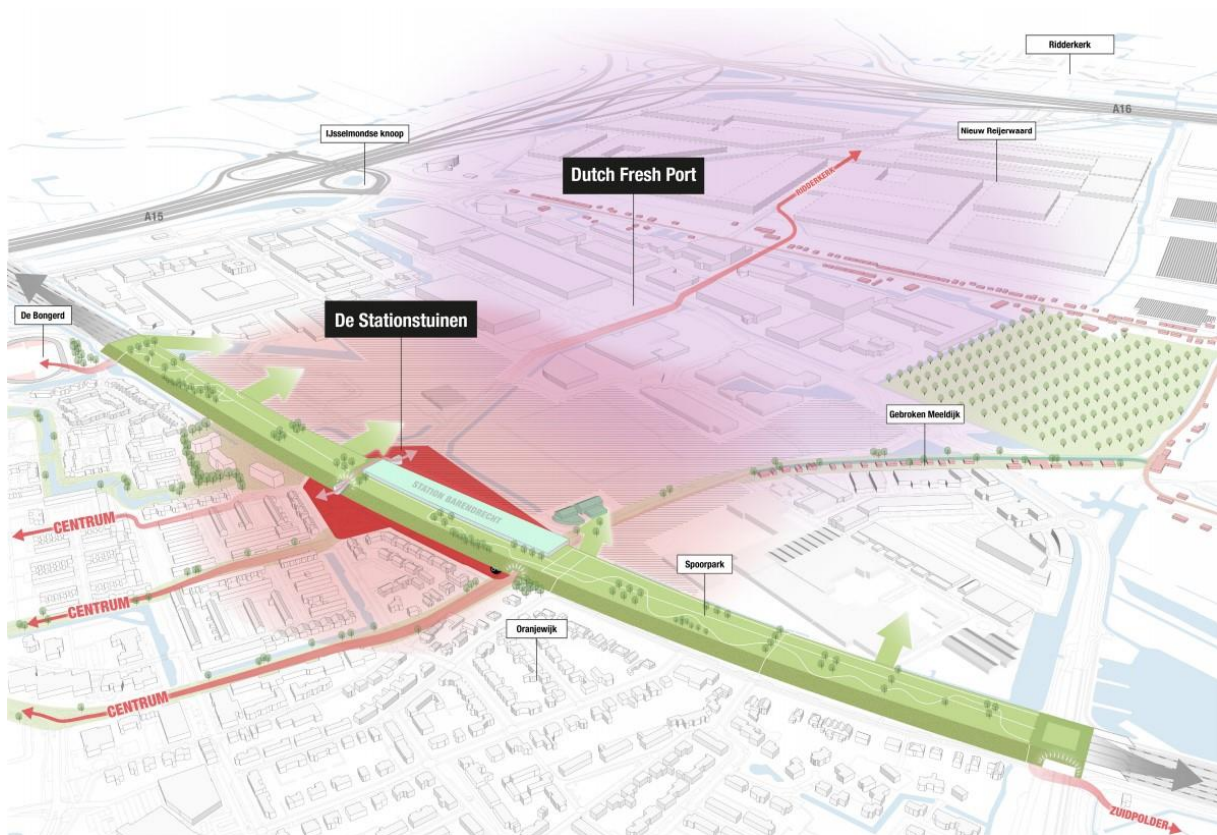 Ridderkerk
A16
IJsselmondse knoop
Nieuw Reijerwaard
Dutch Fresh Port
RIDDERKERK
A15
De Bongerd
De Stationstuinen
Gebroken Meeldijk
STATION BARENDRECHT
CENTRUM
Spoorpark
CENTRUM
Oranjewijk
CENTRUM
ZUIDPOLDER